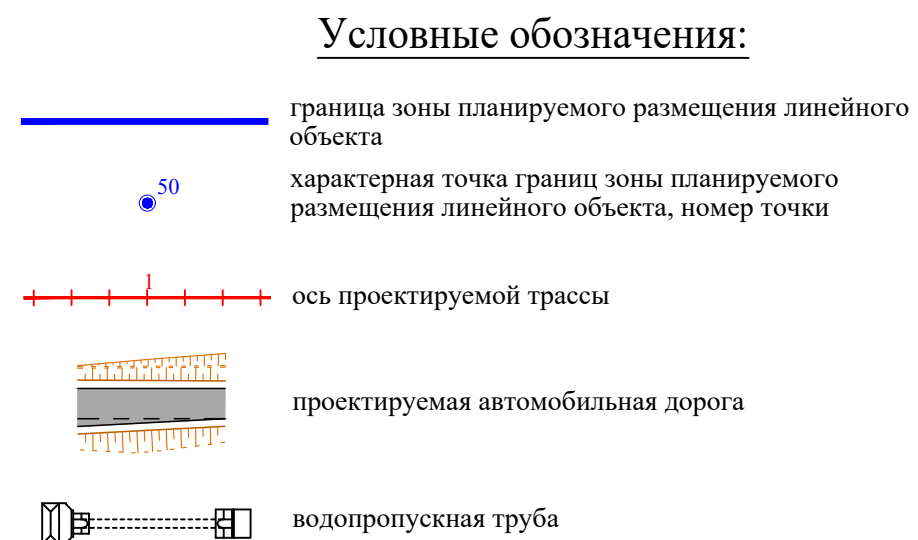 Условные обозначения:
граница зоны планируемого размещения линейного
объекта
50
характерная точка границ зоны планируемого
размещения линейного объекта, номер точки
1
ось проектируемой трассы
проектируемая автомобильная дорога
водопропускная труба